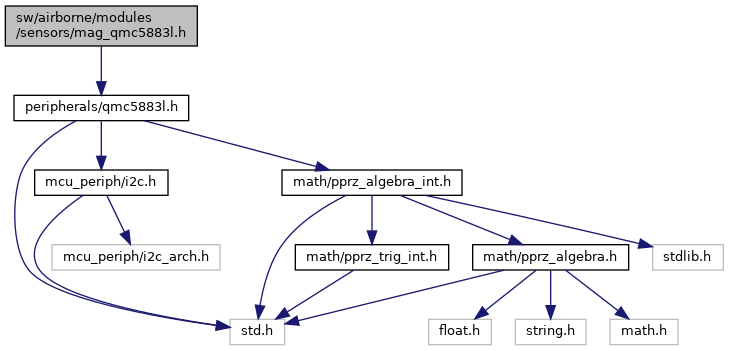 sw/airborne/modules
/sensors/mag_qmc5883l.h
peripherals/qmc5883l.h
mcu_periph/i2c.h
math/pprz_algebra_int.h
mcu_periph/i2c_arch.h
math/pprz_trig_int.h
math/pprz_algebra.h
stdlib.h
std.h
float.h
string.h
math.h